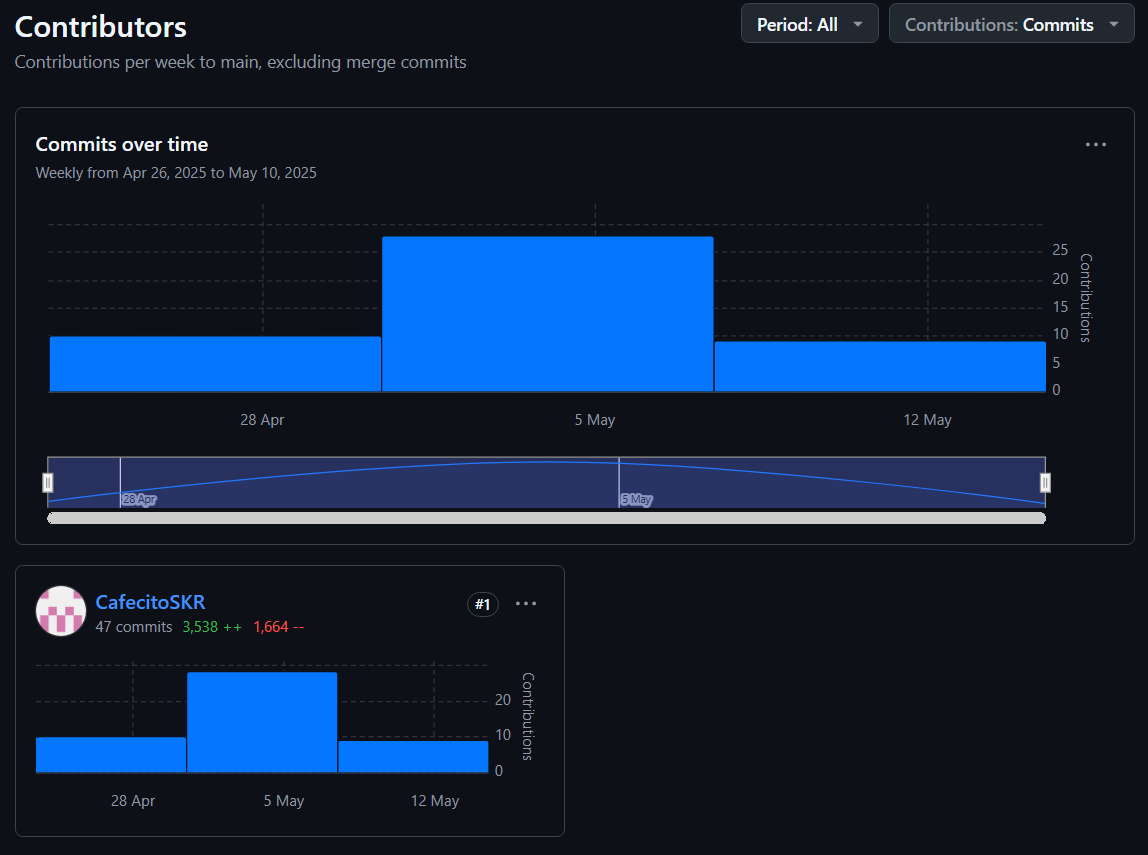 Contributors
Period: All
Contributions: Commits
Contributions per week to main, excluding merge commits
Commits over time
Weekly from Apr 26, 2025 to May 10, 2025
25
20
15
10
5
0
Contributions
28 Apr
5 May
12 May
28 Apr
5 May
CafecitoSKR
#1
47 commits 3,538 ++ 1,664 --
20
10
0
Contributions
28 Apr
5 May
12 May